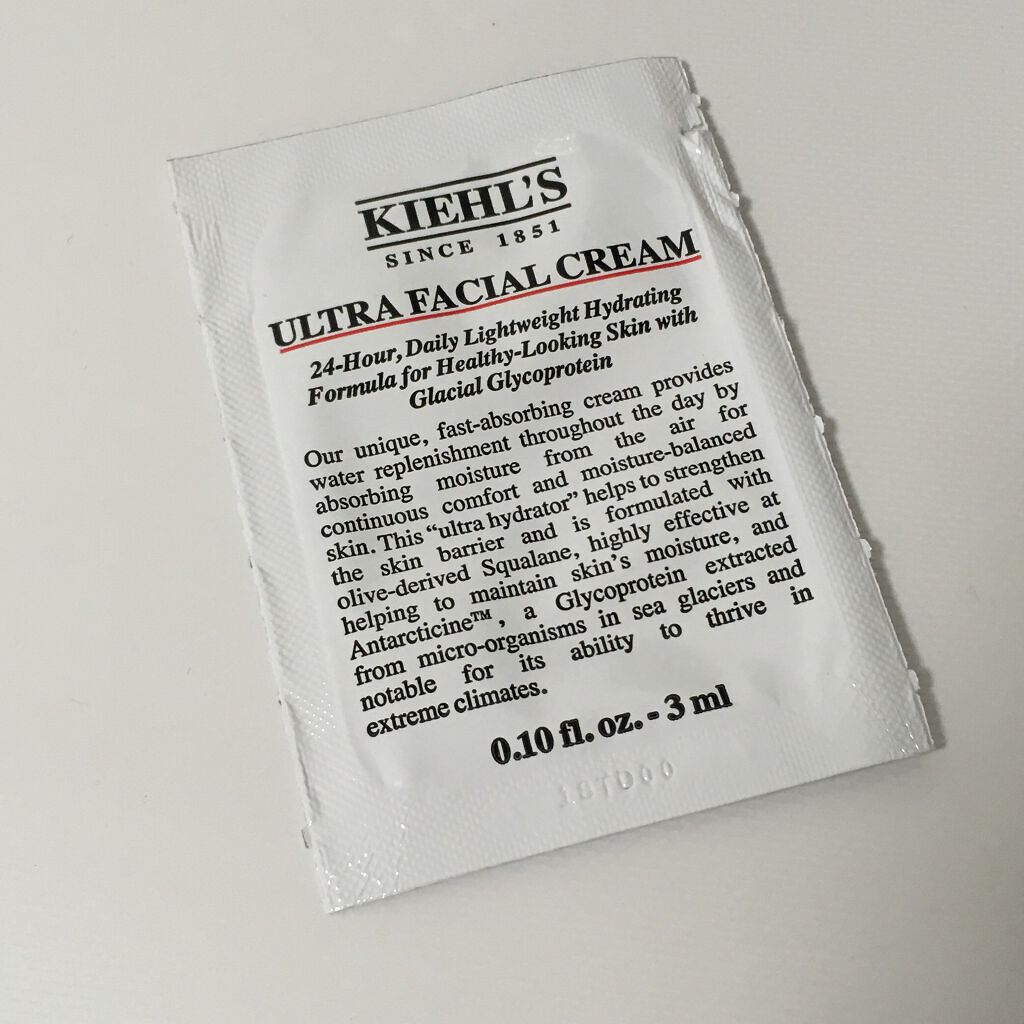 KIEHL'S
SINCE 1851
ULTRA FACIAL CREAM
24-Hour, Daily Lightweight Hydrating
Formula for Healthy-Looking Skin with
Glacial Glycoprotein
Our unique, fast-absorbing cream provides
water replenishment throughout the day by
absorbing moisture from the air for
continuous comfort and moisture-balanced
skin. This “ultra hydrator” helps to strengthen
the skin barrier and is formulated with
olive-derived Squalane, highly effective at
helping to maintain skin's moisture, and
Antarcticine™, a Glycoprotein extracted
from micro-organisms in sea glaciers and
notable for its ability to thrive in
extreme climates.
0.10 fl. oz. - 3 ml